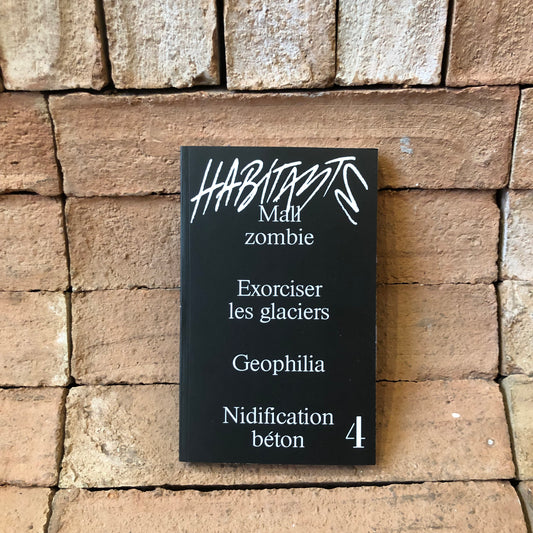 HABITANTS
Mall
zombie
Exorciser
les glaciers
Geophilia
Nidification
béton
4